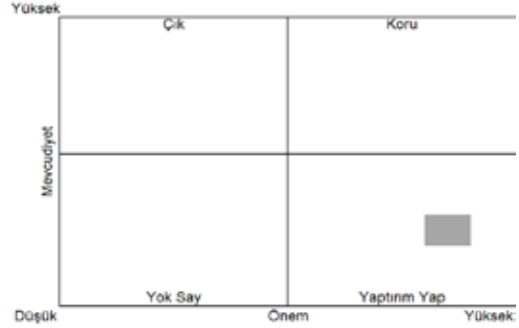 Yüksek
Çık
Koru
Mevcudiyet
Yok Say
Yaptırım Yap
Düşük
Önem
Yüksek